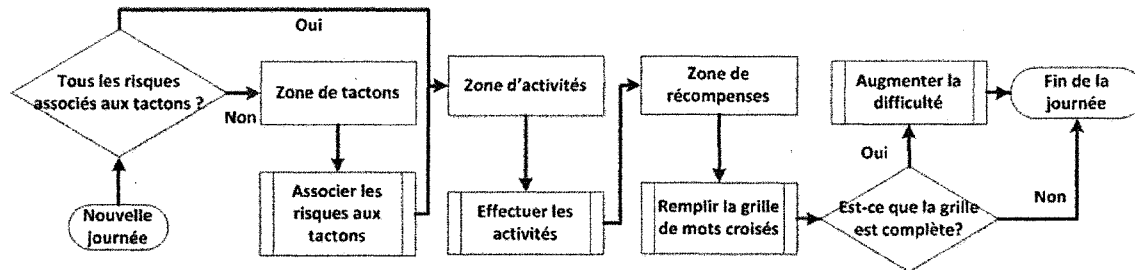 Oui
Tous les risques
associés aux tactons ?
Non
Nouvelle
journée
Zone de tactons
Associer les
risques aux
tactons
Zone d'activités
Effectuer les
activités
Zone de
récompenses
Remplir la grille
de mots croisés
Augmenter la
difficulté
Oui
Est-ce que la grille
est complète?
Non
Fin de la
journée